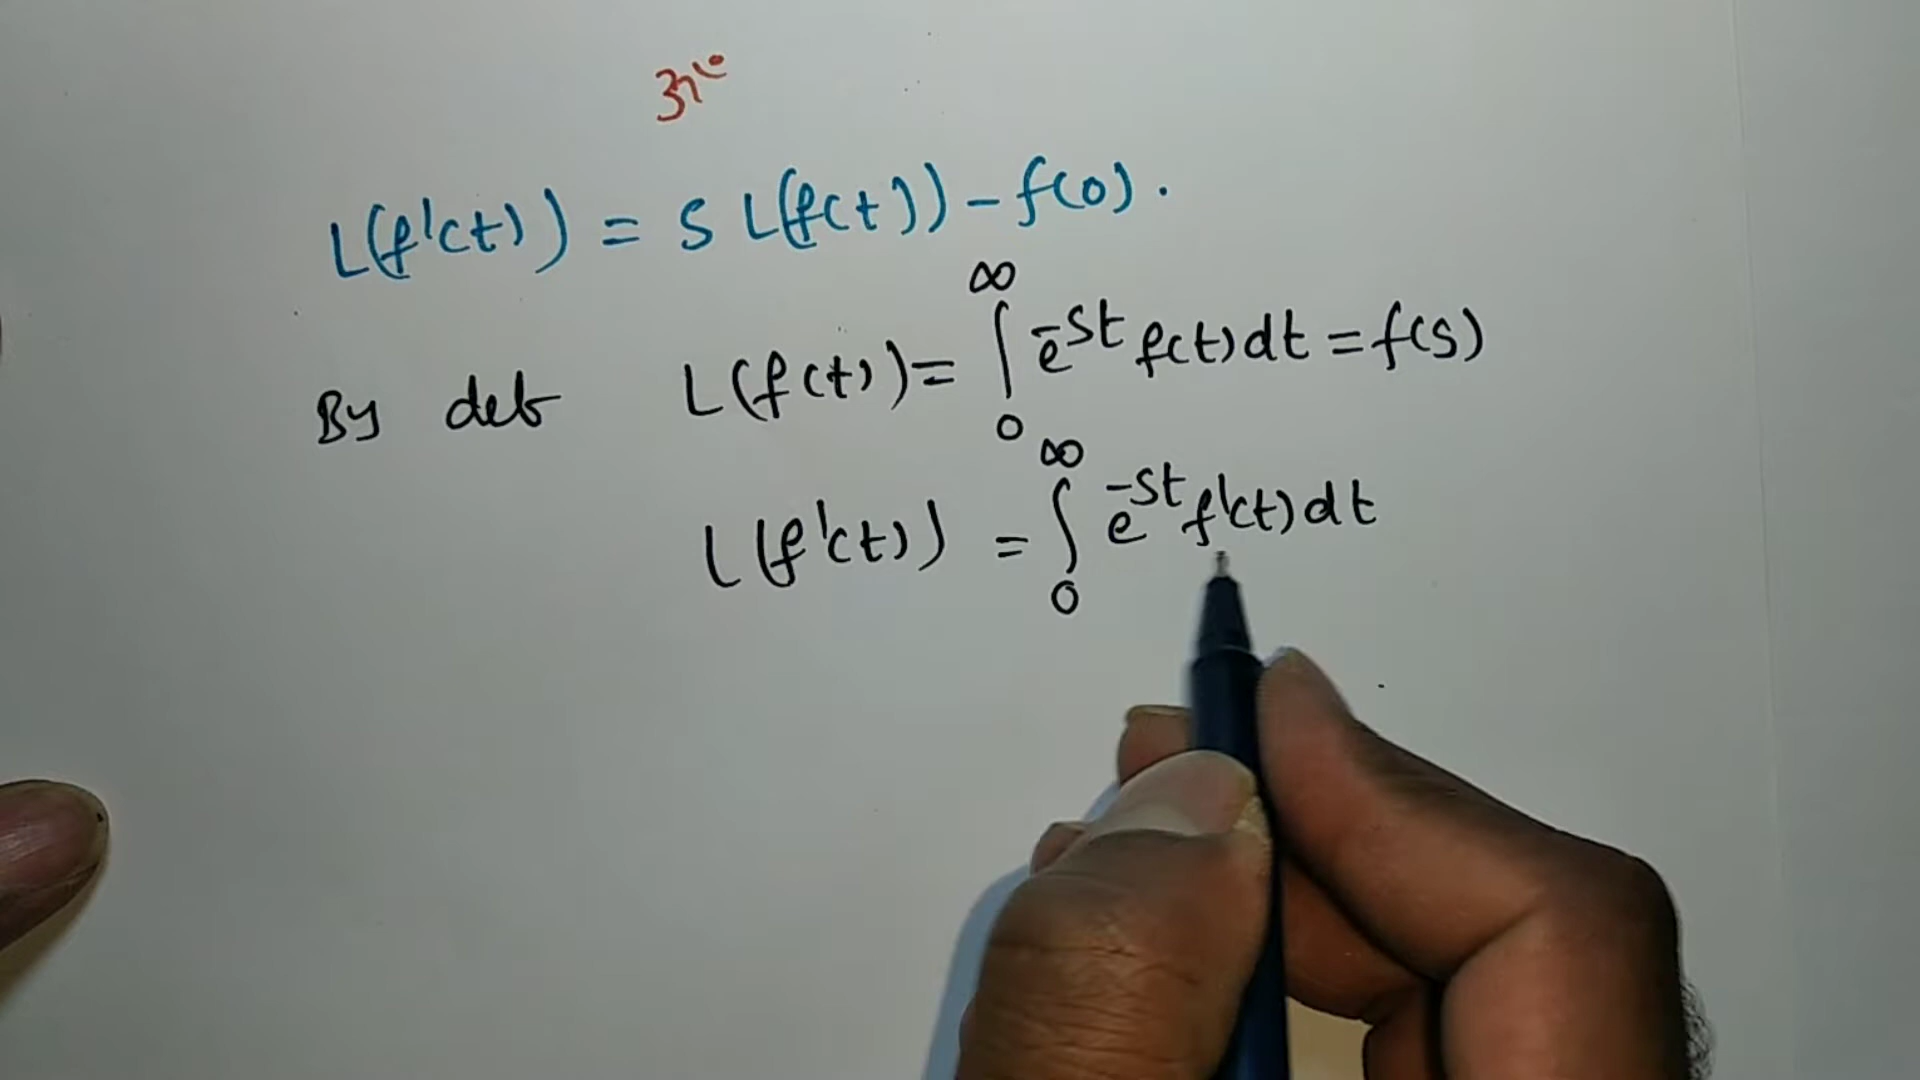 L(f'(t)) = S L(f(t)) - f(0).
By def L(f(t)) = ∫₀^∞ e^-St f(t) dt = f(s)
L(f'(t)) = ∫₀^∞ e^-St f'(t) dt